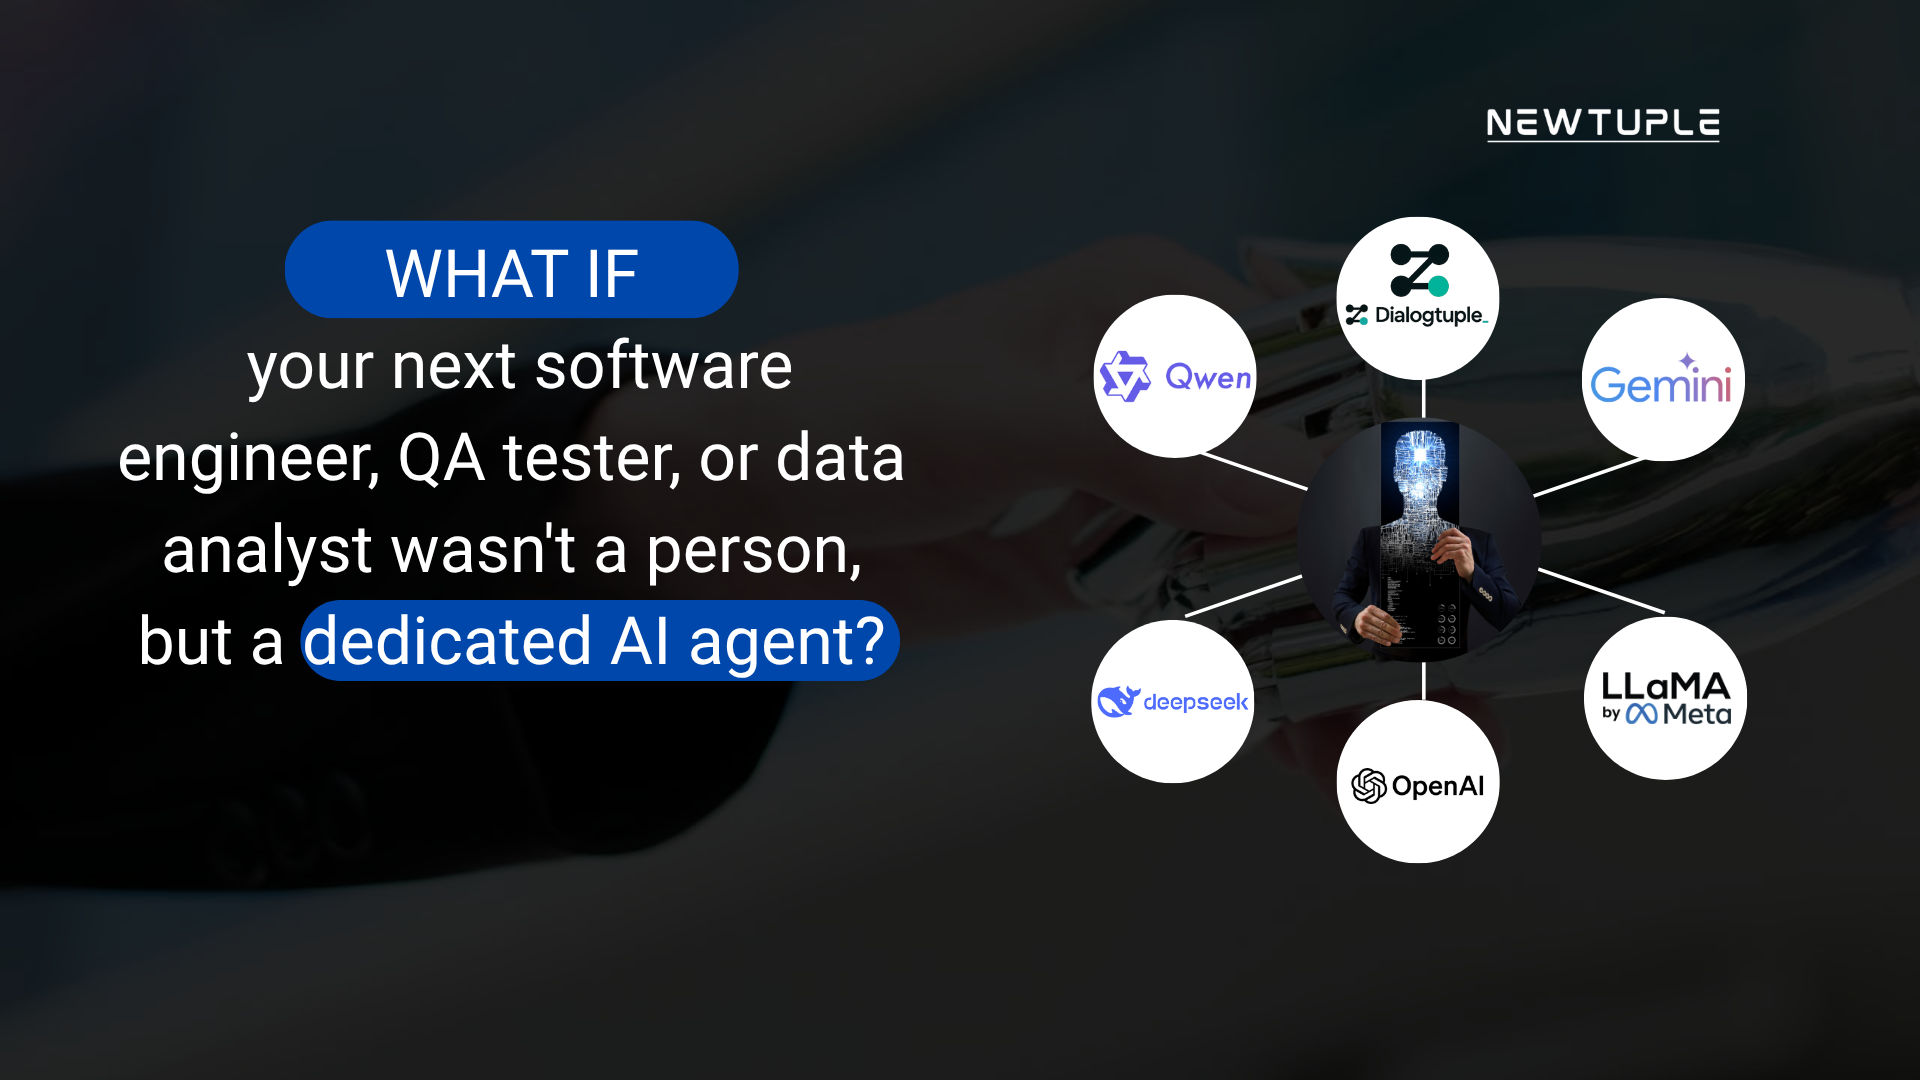 NEWTUPLE
WHAT IF
your next software
engineer, QA tester, or data
analyst wasn't a person,
but a dedicated AI agent?
Dialogtuple_
Qwen
Gemini
deepseek
LLaMA
by Meta
OpenAI